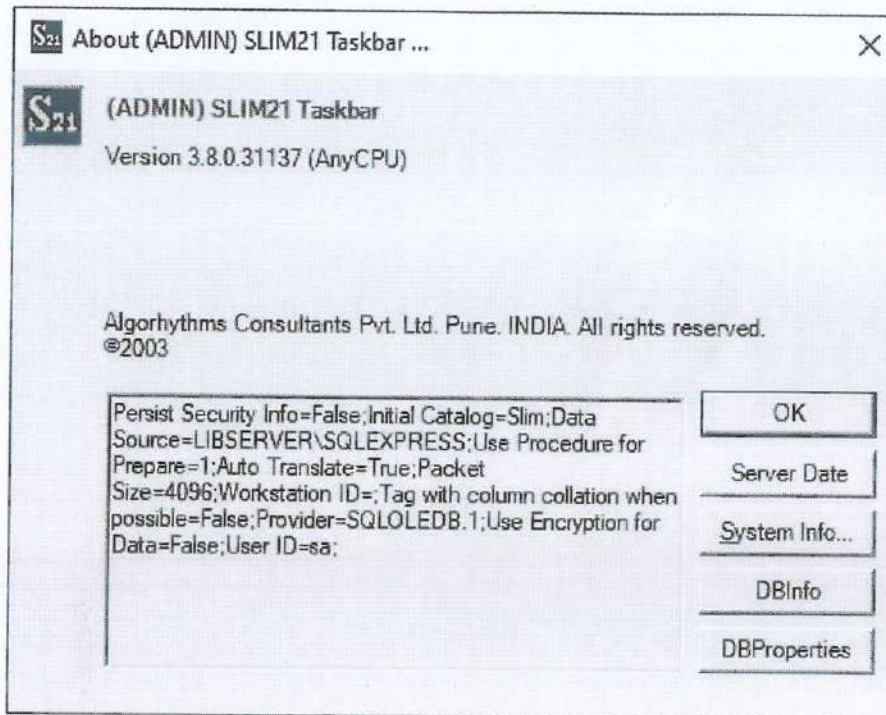 S21 About (ADMIN) SLIM21 Taskbar ...
S21 (ADMIN) SLIM21 Taskbar
Version 3.8.0.31137 (AnyCPU)
Algorhythms Consultants Pvt. Ltd. Pune. INDIA. All rights reserved.
©2003
Persist Security Info=False;Initial Catalog=Slim;Data
Source=LIBSERVER\SQLEXPRESS;Use Procedure for
Prepare=1;Auto Translate=True;Packet
Size=4096;Workstation ID=;Tag with column collation when
possible=False;Provider=SQLOLEDB.1;Use Encryption for
Data=False;User ID=sa;
OK
Server Date
System Info...
DBInfo
DBProperties